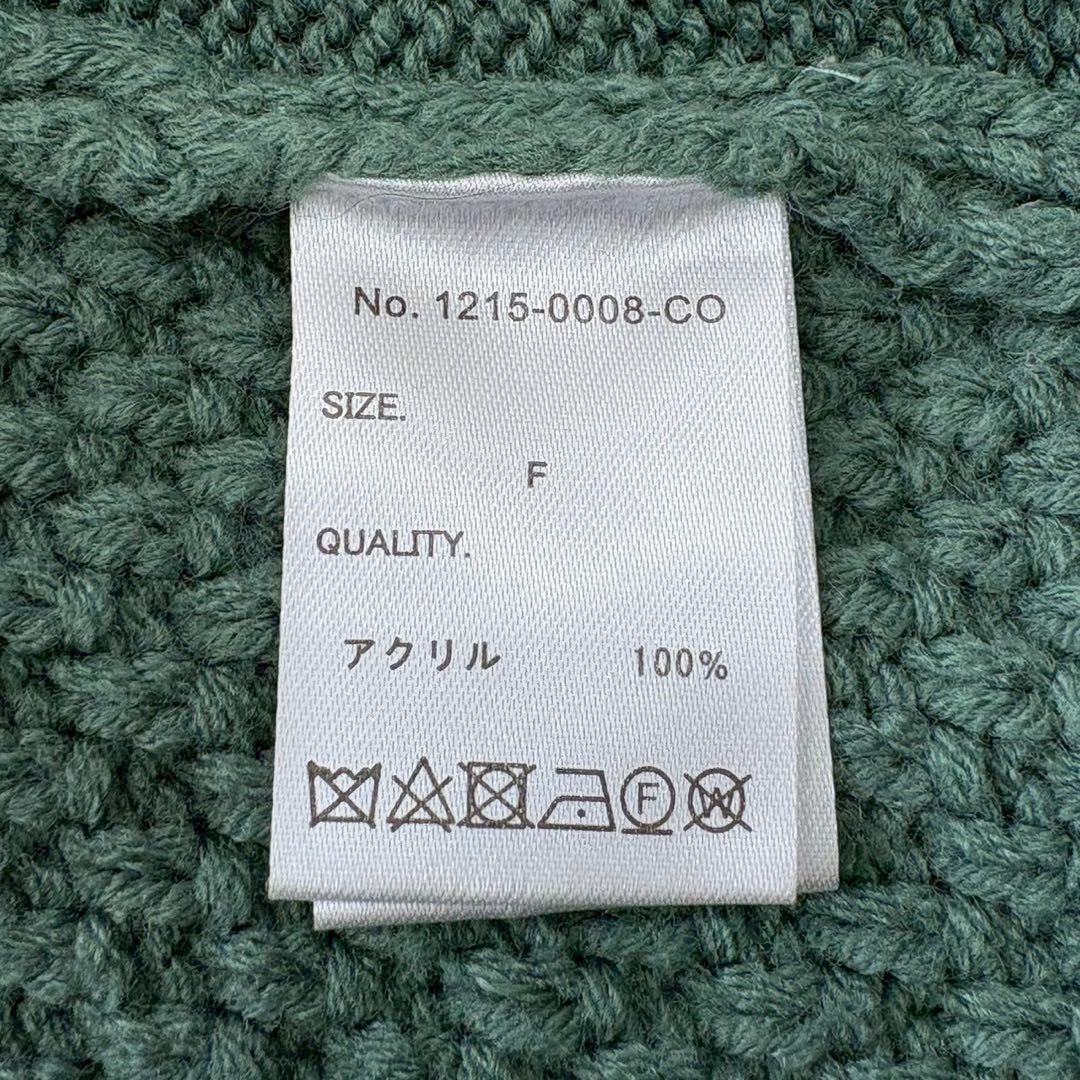 No. 1215-0008-CO
SIZE.
F
QUALITY.
アクリル 100%
F W